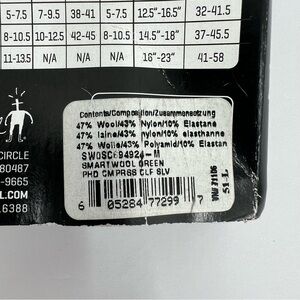 5-7.5 7-9.5 38-41 5-7.5 12.5"-16.5" 32-41.5
8-10.5 10-12.5 42-45 8-10.5 14.5"-18" 37-45.5
11-13.5 N/A N/A 16"-23" 41-58
CIRCLE
80487
-9665
L.COM
.6388
Contents/Composition/Zusammensetzung
47% Wool/43% Nylon/10% Elastane
47% laine/43% nylon/10% elasthanne
47% Wolle/43% Polyamid/10% Elastan
SMARTWOOL GREEN
PHD CMPRSS CLF SLV
6 05284 77299 7
51-L